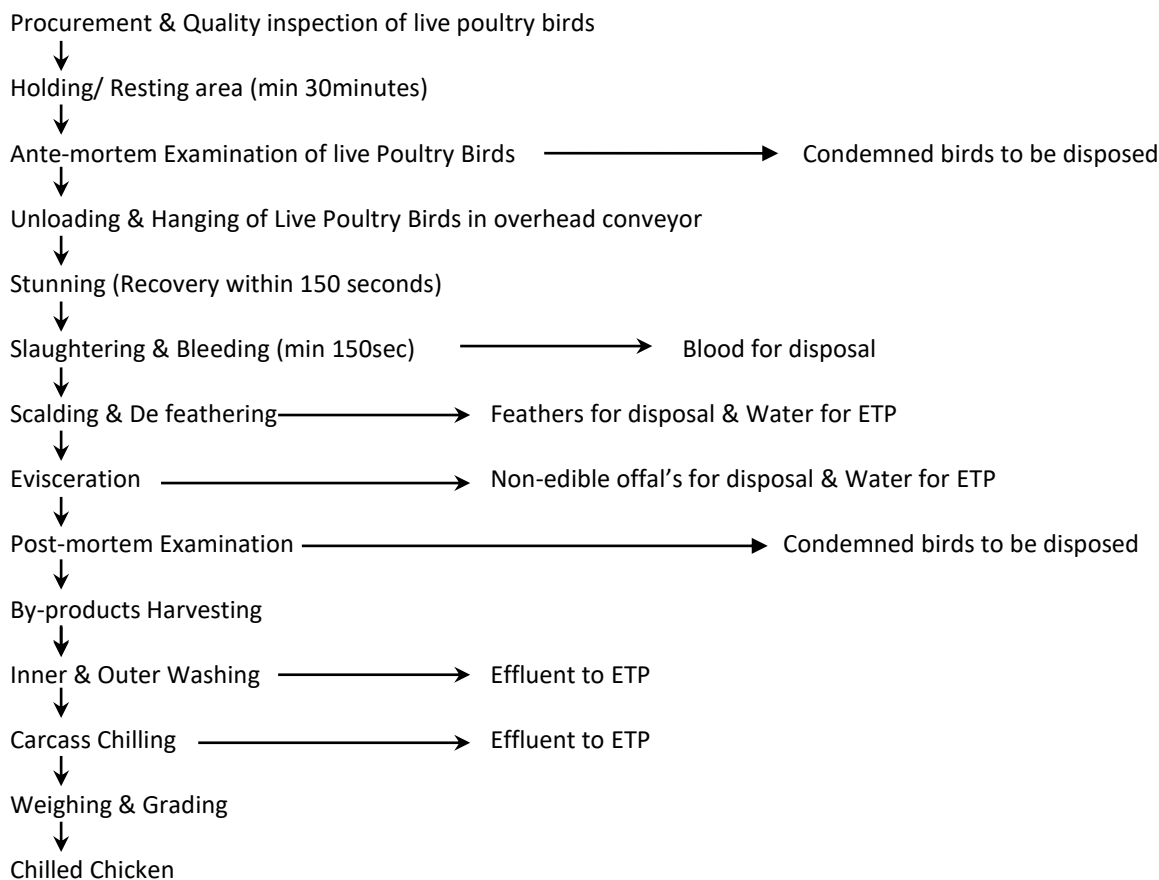 Procurement & Quality inspection of live poultry birds
Holding/ Resting area (min 30minutes)
Ante-mortem Examination of live Poultry Birds Condemned birds to be disposed
Unloading & Hanging of Live Poultry Birds in overhead conveyor
Stunning (Recovery within 150 seconds)
Slaughtering & Bleeding (min 150sec) Blood for disposal
Scalding & De feathering Feathers for disposal & Water for ETP
Evisceration Non-edible offal’s for disposal & Water for ETP
Post-mortem Examination Condemned birds to be disposed
By-products Harvesting
Inner & Outer Washing Effluent to ETP
Carcass Chilling Effluent to ETP
Weighing & Grading
Chilled Chicken